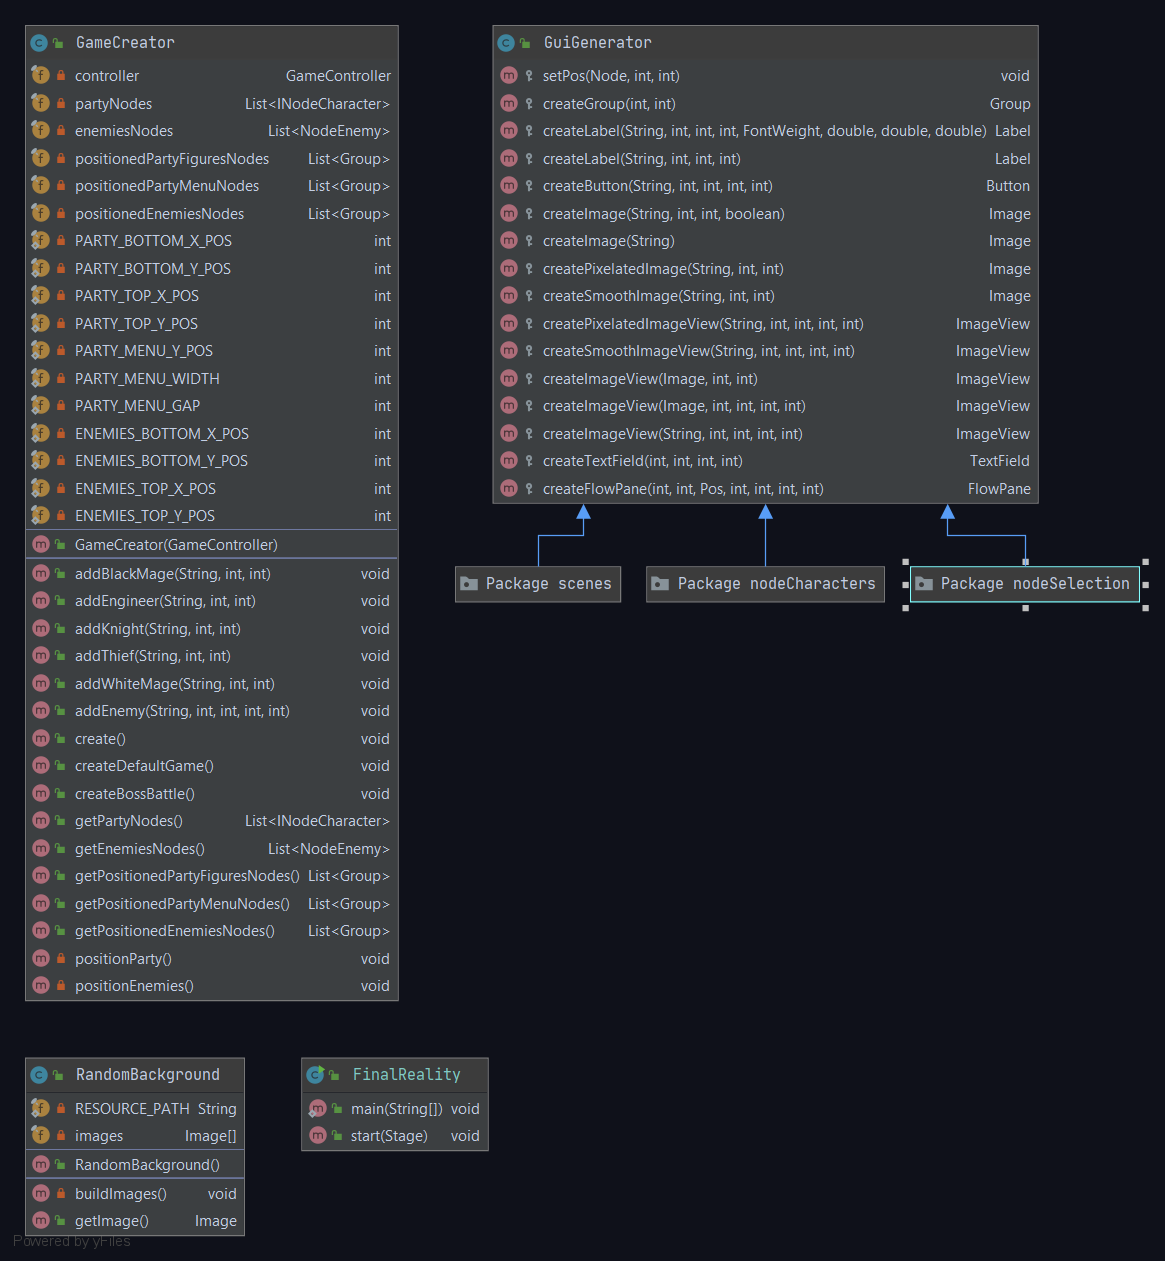 GameCreator
controller GameController
partyNodes List<INodeCharacter>
enemiesNodes List<NodeEnemy>
positionedPartyFiguresNodes List<Group>
positionedPartyMenuNodes List<Group>
positionedEnemiesNodes List<Group>
PARTY_BOTTOM_X_POS int
PARTY_BOTTOM_Y_POS int
PARTY_TOP_X_POS int
PARTY_TOP_Y_POS int
PARTY_MENU_Y_POS int
PARTY_MENU_WIDTH int
PARTY_MENU_GAP int
ENEMIES_BOTTOM_X_POS int
ENEMIES_BOTTOM_Y_POS int
ENEMIES_TOP_X_POS int
ENEMIES_TOP_Y_POS int
GameCreator(GameController)
addBlackMage(String, int, int) void
addEngineer(String, int, int) void
addKnight(String, int, int) void
addThief(String, int, int) void
addWhiteMage(String, int, int) void
addEnemy(String, int, int, int, int) void
create() void
createDefaultGame() void
createBossBattle() void
getPartyNodes() List<INodeCharacter>
getEnemiesNodes() List<NodeEnemy>
getPositionedPartyFiguresNodes() List<Group>
getPositionedPartyMenuNodes() List<Group>
getPositionedEnemiesNodes() List<Group>
positionParty() void
positionEnemies() void
GuiGenerator
setPos(Node, int, int) void
createGroup(int, int) Group
createLabel(String, int, int, int, FontWeight, double, double, double) Label
createLabel(String, int, int, int) Label
createButton(String, int, int, int, int) Button
createImage(String, int, int, boolean) Image
createImage(String) Image
createPixelatedImage(String, int, int) Image
createSmoothImage(String, int, int) Image
createPixelatedImageView(String, int, int, int, int) ImageView
createSmoothImageView(String, int, int, int, int) ImageView
createImageView(Image, int, int) ImageView
createImageView(Image, int, int, int, int) ImageView
createImageView(String, int, int, int, int) ImageView
createTextField(int, int, int, int) TextField
createFlowPane(int, int, Pos, int, int, int, int) FlowPane
Package scenes
Package nodeCharacters
Package nodeSelection
RandomBackground
RESOURCE_PATH String
images Image[]
RandomBackground()
buildImages() void
getImage() Image
FinalReality
main(String[]) void
start(Stage) void
Powered by yFiles